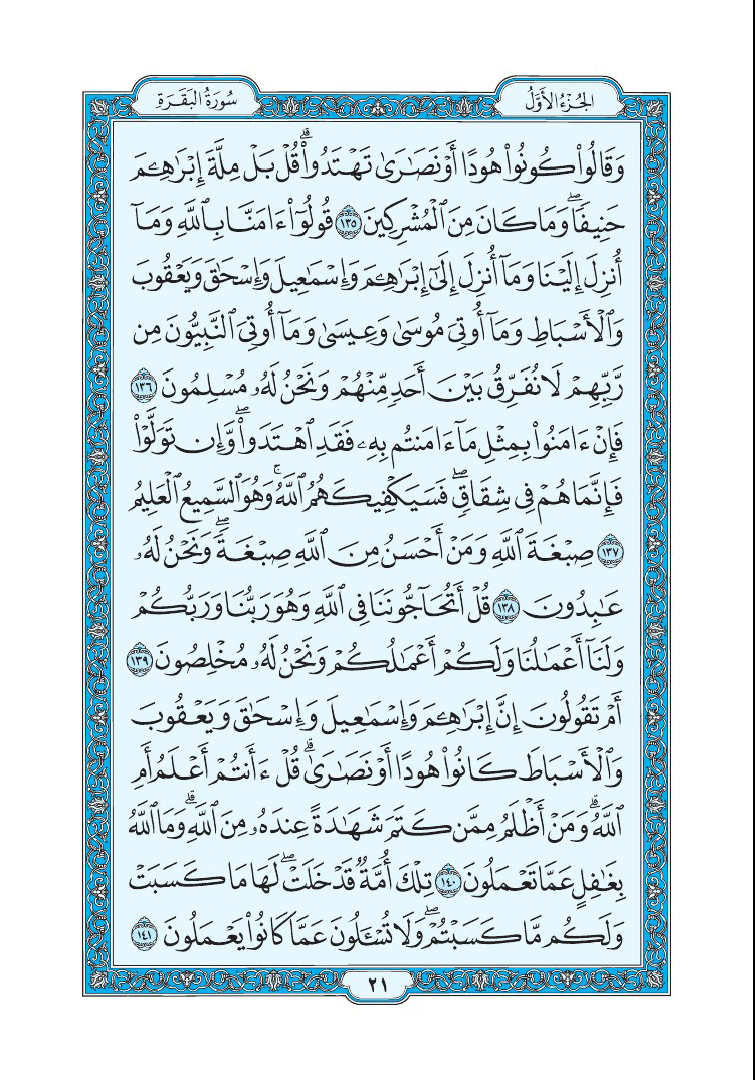 الجُزْءُ الأَوَّلُ
سُورَةُ البَقَرَةِ
وَقَالُوا۟ كُونُوا۟ هُودًا أَوْ نَصَٰرَىٰ تَهْتَدُوا۟ ۗ قُلْ بَلْ مِلَّةَ إِبْرَٰهِـۧمَ
حَنِيفًا ۖ وَمَا كَانَ مِنَ ٱلْمُشْرِكِينَ ١٣٥ قُولُوٓا۟ ءَامَنَّا بِٱللَّهِ وَمَآ
أُنزِلَ إِلَيْنَا وَمَآ أُنزِلَ إِلَىٰٓ إِبْرَٰهِـۧمَ وَإِسْمَٰعِيلَ وَإِسْحَٰقَ وَيَعْقُوبَ
وَٱلْأَسْبَاطِ وَمَآ أُوتِىَ مُوسَىٰ وَعِيسَىٰ وَمَآ أُوتِىَ ٱلنَّبِيُّونَ مِن
رَّبِّهِمْ لَا نُفَرِّقُ بَيْنَ أَحَدٍ مِّنْهُمْ وَنَحْنُ لَهُۥ مُسْلِمُونَ ١٣٦
فَإِنْ ءَامَنُوا۟ بِمِثْلِ مَآ ءَامَنتُم بِهِۦ فَقَدِ ٱهْتَدَوا۟ ۖ وَّإِن تَوَلَّوْا۟
فَإِنَّمَا هُمْ فِى شِقَاقٍ ۖ فَسَيَكْفِيكَهُمُ ٱللَّهُ ۚ وَهُوَ ٱلسَّمِيعُ ٱلْعَلِيمُ
١٣٧ صِبْغَةَ ٱللَّهِ وَمَنْ أَحْسَنُ مِنَ ٱللَّهِ صِبْغَةً ۖ وَنَحْنُ لَهُۥ
عَٰبِدُونَ ١٣٨ قُلْ أَتُحَآجُّونَنَا فِى ٱللَّهِ وَهُوَ رَبُّنَا وَرَبُّكُمْ
وَلَنَآ أَعْمَٰلُنَا وَلَكُمْ أَعْمَٰلُكُمْ وَنَحْنُ لَهُۥ مُخْلِصُونَ ١٣٩
أَمْ تَقُولُونَ إِنَّ إِبْرَٰهِـۧمَ وَإِسْمَٰعِيلَ وَإِسْحَٰقَ وَيَعْقُوبَ
وَٱلْأَسْبَاطَ كَانُوا۟ هُودًا أَوْ نَصَٰرَىٰ ۗ قُلْ ءَأَنتُمْ أَعْلَمُ أَمِ
ٱللَّهُ ۗ وَمَنْ أَظْلَمُ مِمَّن كَتَمَ شَهَٰدَةً عِندَهُۥ مِنَ ٱللَّهِ ۗ وَمَا ٱللَّهُ
بِغَٰفِلٍ عَمَّا تَعْمَلُونَ ١٤٠ تِلْكَ أُمَّةٌ قَدْ خَلَتْ ۖ لَهَا مَا كَسَبَتْ
وَلَكُم مَّا كَسَبْتُمْ ۖ وَلَا تُسْـَٔلُونَ عَمَّا كَانُوا۟ يَعْمَلُونَ ١٤١
٢١